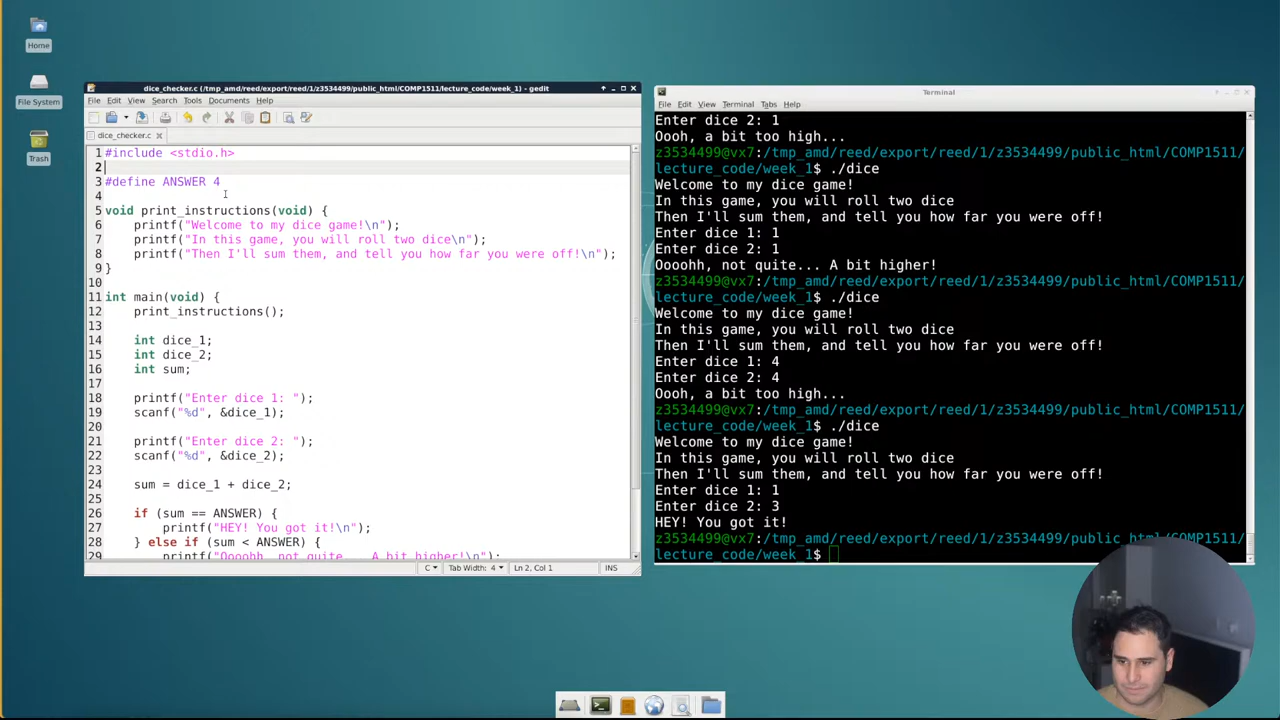 Home
File System
Trash
dice_checker.c (/tmp_amd/reed/export/reed/1/z3534499/public_html/COMP1511/lecture_code/week_1) - gedit
File Edit View Search Tools Documents Help
dice_checker.c
1 #include <stdio.h>
2
3 #define ANSWER 4
4
5 void print_instructions(void) {
6 printf("Welcome to my dice game!\n");
7 printf("In this game, you will roll two dice\n");
8 printf("Then I'll sum them, and tell you how far you were off!\n");
9 }
10
11 int main(void) {
12 print_instructions();
13
14 int dice_1;
15 int dice_2;
16 int sum;
17
18 printf("Enter dice 1: ");
19 scanf("%d", &dice_1);
20
21 printf("Enter dice 2: ");
22 scanf("%d", &dice_2);
23
24 sum = dice_1 + dice_2;
25
26 if (sum == ANSWER) {
27 printf("HEY! You got it!\n");
28 } else if (sum < ANSWER) {
29 printf("Oooohh, not quite... A bit higher!\n");
C Tab Width: 4 Ln 2, Col 1 INS
Terminal
File Edit View Terminal Tabs Help
Enter dice 2: 1
Oooh, a bit too high...
z3534499@vx7:/tmp_amd/reed/export/reed/1/z3534499/public_html/COMP1511/
lecture_code/week_1$ ./dice
Welcome to my dice game!
In this game, you will roll two dice
Then I'll sum them, and tell you how far you were off!
Enter dice 1: 1
Enter dice 2: 1
Oooohh, not quite... A bit higher!
z3534499@vx7:/tmp_amd/reed/export/reed/1/z3534499/public_html/COMP1511/
lecture_code/week_1$ ./dice
Welcome to my dice game!
In this game, you will roll two dice
Then I'll sum them, and tell you how far you were off!
Enter dice 1: 4
Enter dice 2: 4
Oooh, a bit too high...
z3534499@vx7:/tmp_amd/reed/export/reed/1/z3534499/public_html/COMP1511/
lecture_code/week_1$ ./dice
Welcome to my dice game!
In this game, you will roll two dice
Then I'll sum them, and tell you how far you were off!
Enter dice 1: 1
Enter dice 2: 3
HEY! You got it!
z3534499@vx7:/tmp_amd/reed/export/reed/1/z3534499/public_html/COMP1511/
lecture_code/week_1$